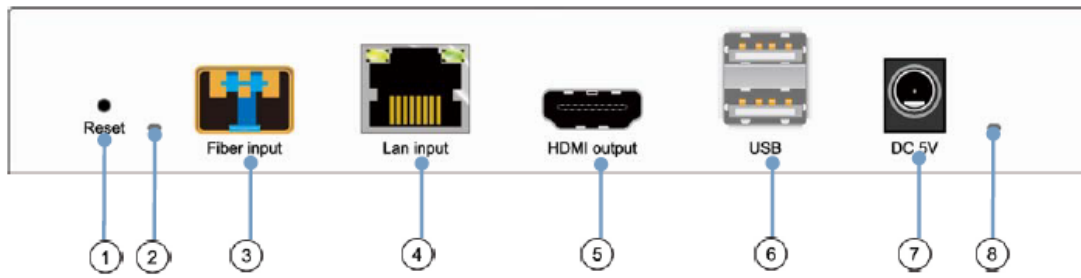 Reset
Fiber input
Lan input
HDMI output
USB
DC 5V
1
2
3
4
5
6
7
8